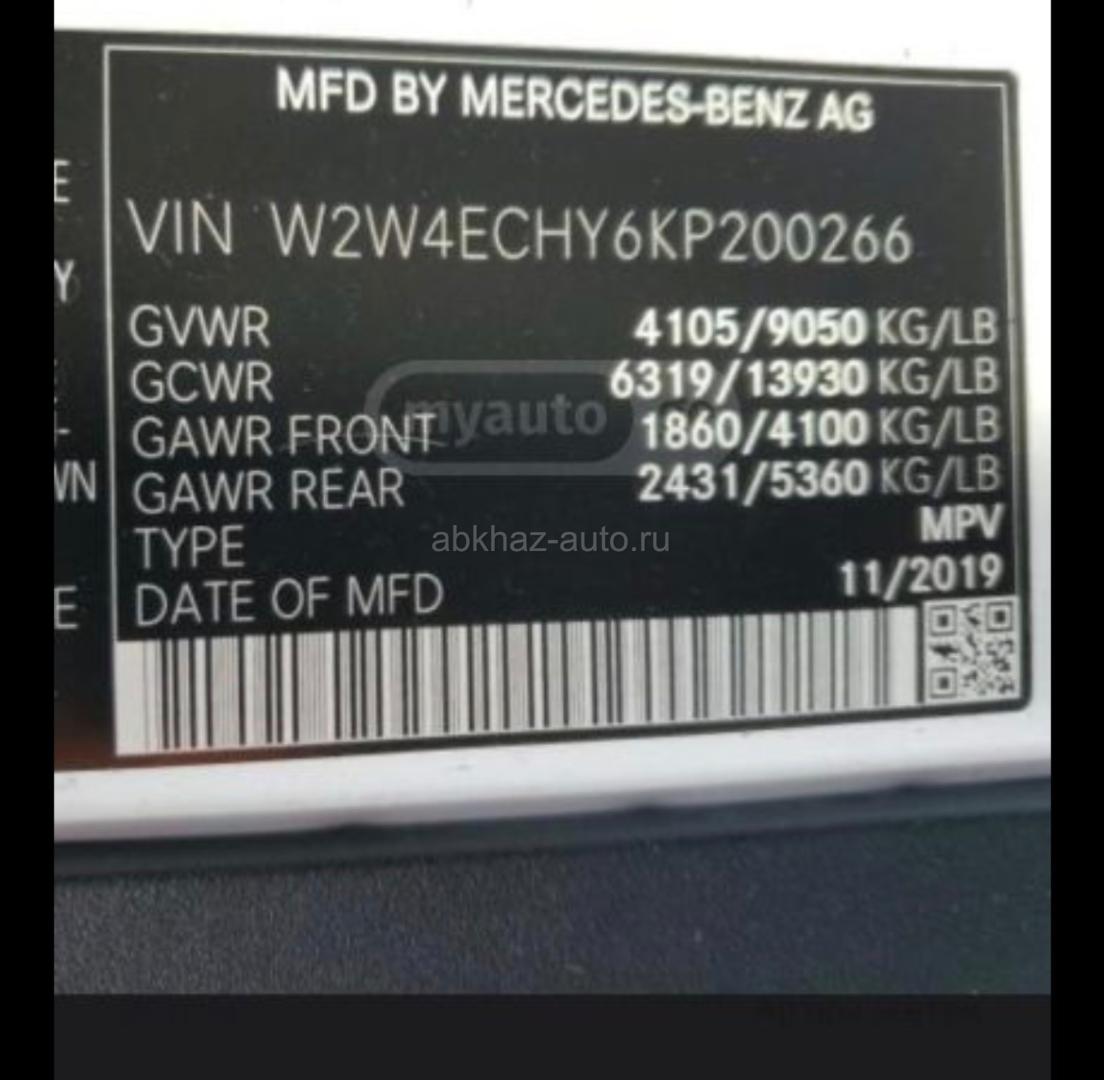 MFD BY MERCEDES-BENZ AG
E
VIN W2W4ECHY6KP200266
Y
GVWR 4105/9050 KG/LB
GCWR 6319/13930 KG/LB
myauto
GAWR FRONT 1860/4100 KG/LB
WN
GAWR REAR 2431/5360 KG/LB
TYPE MPV
abkhaz-auto.ru
DATE OF MFD 11/2019
E